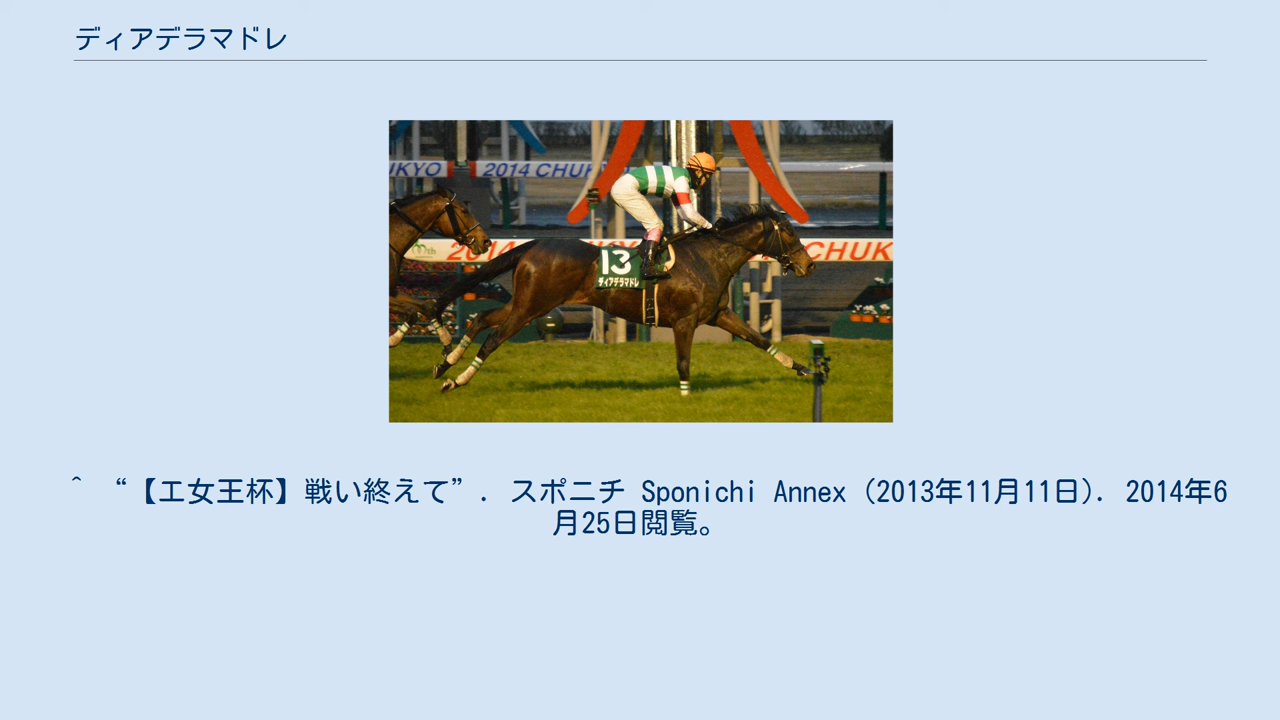 ディアデラマドレ
UKYO 2014 CHUK
2014 CHUK
13
ディアデラマドレ
^ “【エ女王杯】戦い終えて”. スポニチ Sponichi Annex (2013年11月11日). 2014年6
月25日閲覧。